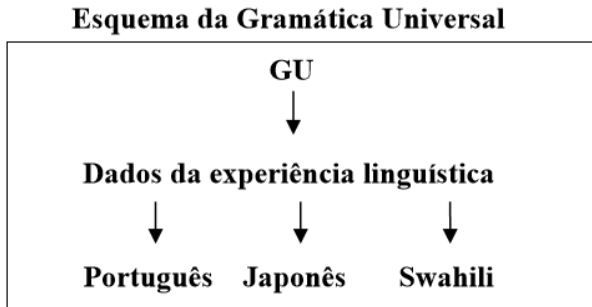 Esquema da Gramática Universal
GU
Dados da experiência linguística
Português Japonês Swahili